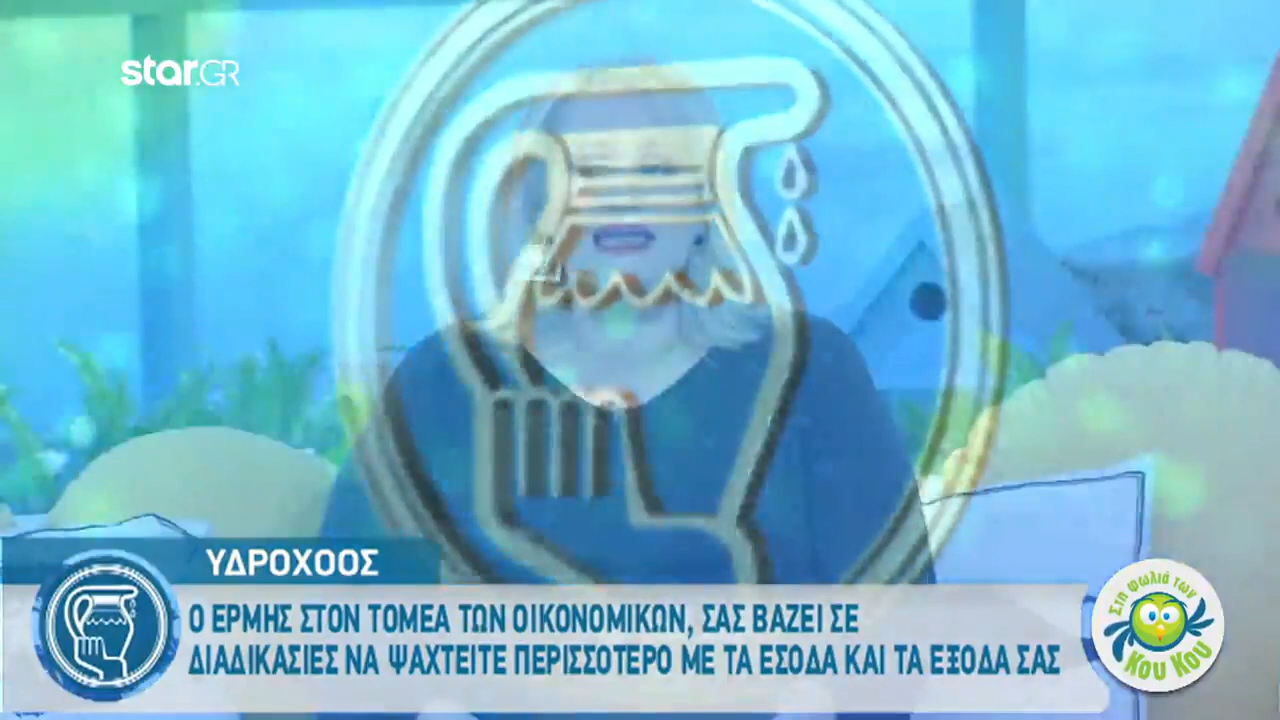 star.GR
ΥΔΡΟΧΟΟΣ
Ο ΕΡΜΗΣ ΣΤΟΝ ΤΟΜΕΑ ΤΩΝ ΟΙΚΟΝΟΜΙΚΩΝ, ΣΑΣ ΒΑΖΕΙ ΣΕ
ΔΙΑΔΙΚΑΣΙΕΣ ΝΑ ΨΑΧΤΕΙΤΕ ΠΕΡΙΣΣΟΤΕΡΟ ΜΕ ΤΑ ΕΣΟΔΑ ΚΑΙ ΤΑ ΕΞΟΔΑ ΣΑΣ
Στη φωλιά των
Κου Κου